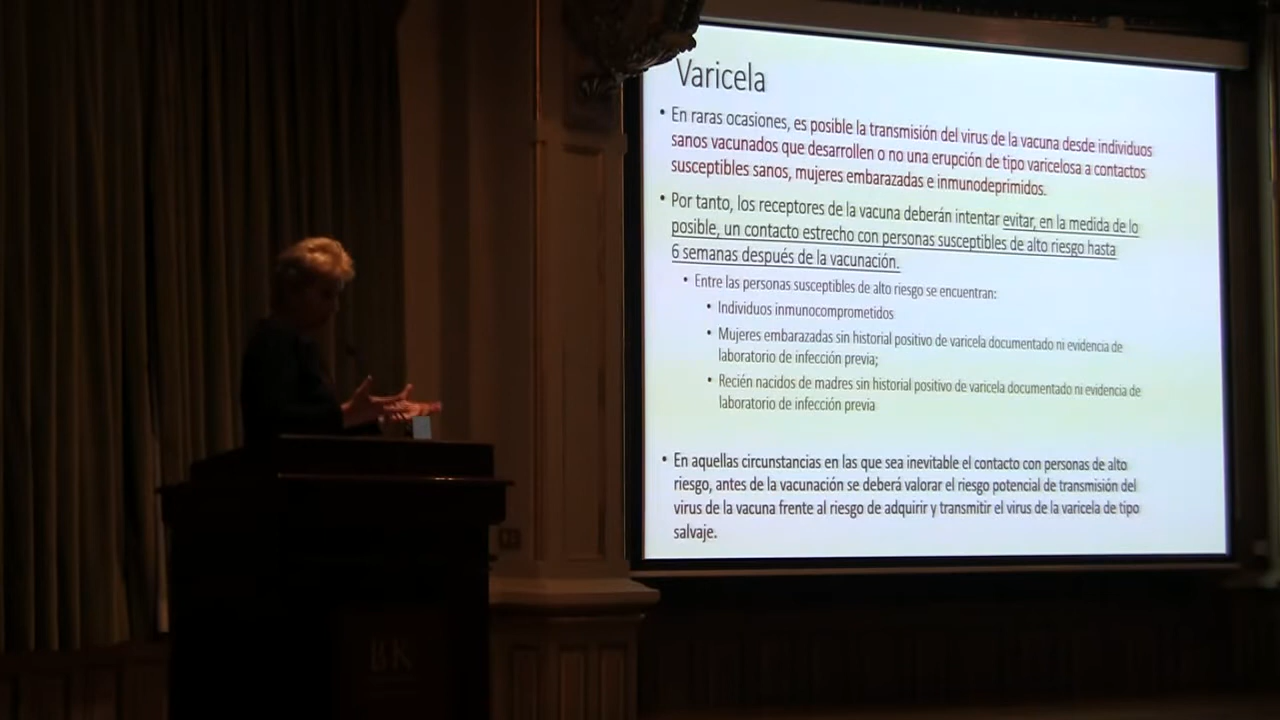 Varicela
• En raras ocasiones, es posible la transmisión del virus de la vacuna desde individuos
sanos vacunados que desarrollen o no una erupción de tipo varicelosa a contactos
susceptibles sanos, mujeres embarazadas e inmunodeprimidos.
• Por tanto, los receptores de la vacuna deberán intentar evitar, en la medida de lo
posible, un contacto estrecho con personas susceptibles de alto riesgo hasta
6 semanas después de la vacunación.
• Entre las personas susceptibles de alto riesgo se encuentran:
• Individuos inmunocomprometidos
• Mujeres embarazadas sin historial positivo de varicela documentado ni evidencia de
laboratorio de infección previa;
• Recién nacidos de madres sin historial positivo de varicela documentado ni evidencia de
laboratorio de infección previa
• En aquellas circunstancias en las que sea inevitable el contacto con personas de alto
riesgo, antes de la vacunación se deberá valorar el riesgo potencial de transmisión del
virus de la vacuna frente al riesgo de adquirir y transmitir el virus de la varicela de tipo
salvaje.